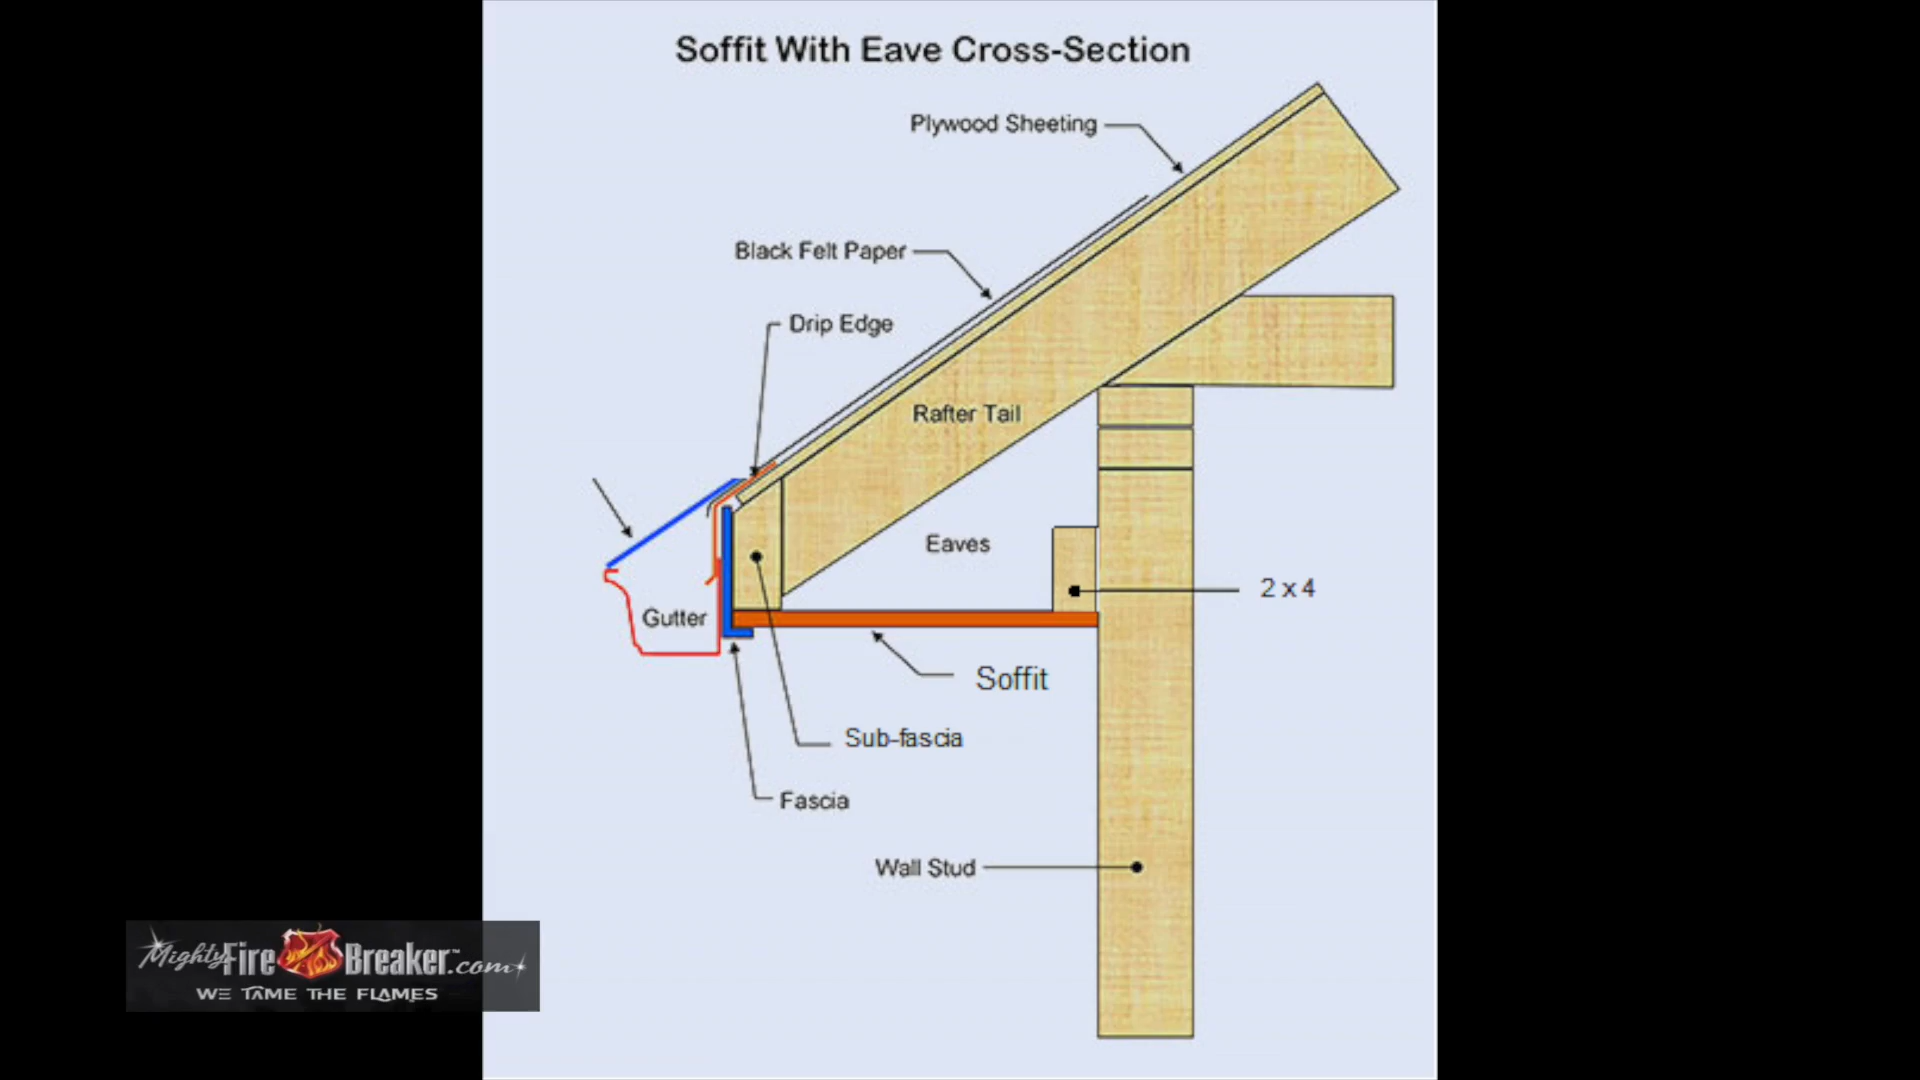 Soffit With Eave Cross-Section
Plywood Sheeting
Black Felt Paper
Drip Edge
Rafter Tail
Eaves
2 x 4
Gutter
Soffit
Sub-fascia
Fascia
Wall Stud
MightyFireBreaker.com™
WE TAME THE FLAMES